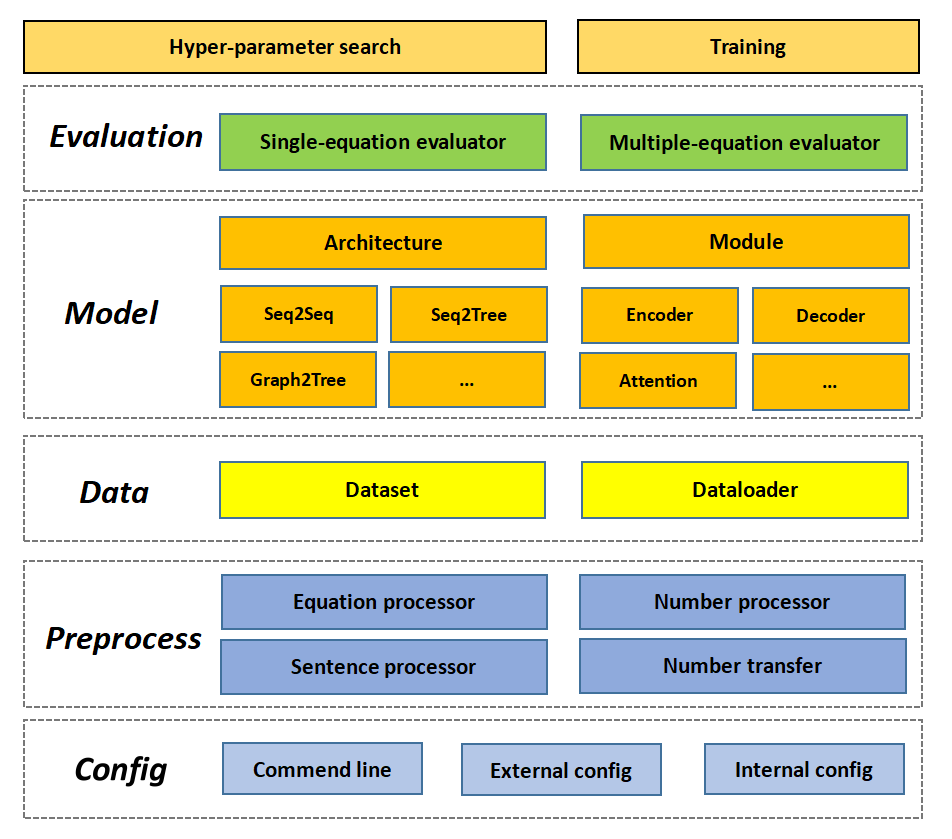 Hyper-parameter search
Training
Evaluation
Single-equation evaluator
Multiple-equation evaluator
Model
Architecture
Module
Seq2Seq
Seq2Tree
Encoder
Decoder
Graph2Tree
...
Attention
...
Data
Dataset
Dataloader
Preprocess
Equation processor
Number processor
Sentence processor
Number transfer
Config
Commend line
External config
Internal config